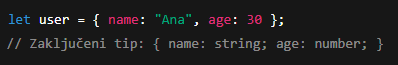 let user = { name: "Ana", age: 30 };
// Zaključeni tip: { name: string; age: number; }